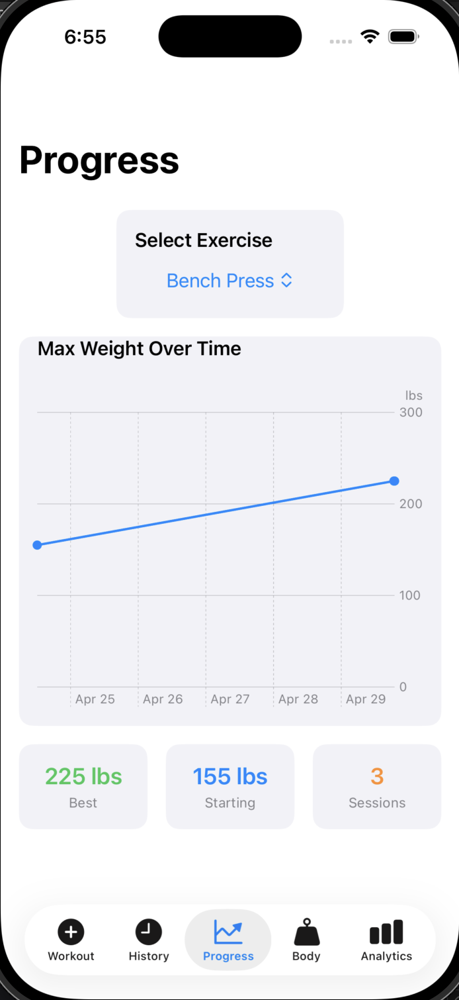 6:55
Progress
Select Exercise
Bench Press
Max Weight Over Time
lbs
300
200
100
0
Apr 25 Apr 26 Apr 27 Apr 28 Apr 29
225 lbs 155 lbs 3
Best Starting Sessions
Workout History Progress Body Analytics